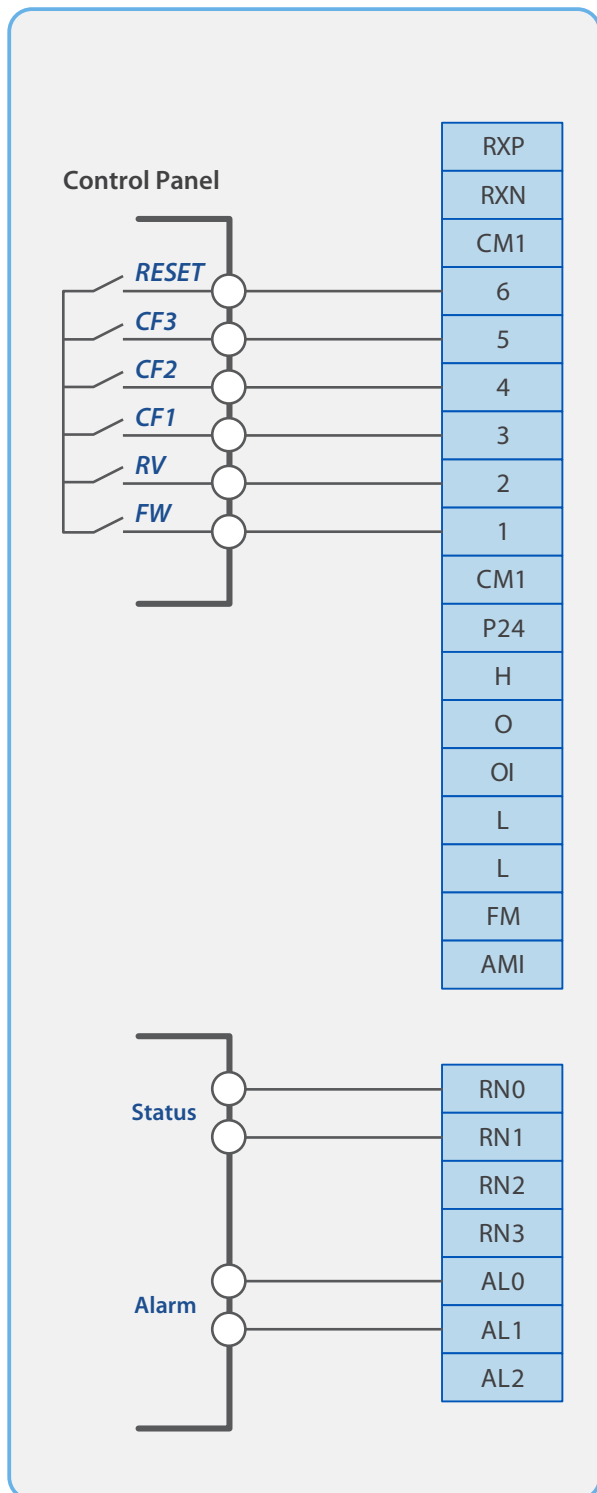 Control Panel
RESET
CF3
CF2
CF1
RV
FW
RXP
RXN
CM1
6
5
4
3
2
1
CM1
P24
H
O
OI
L
L
FM
AMI
Status
Alarm
RN0
RN1
RN2
RN3
AL0
AL1
AL2